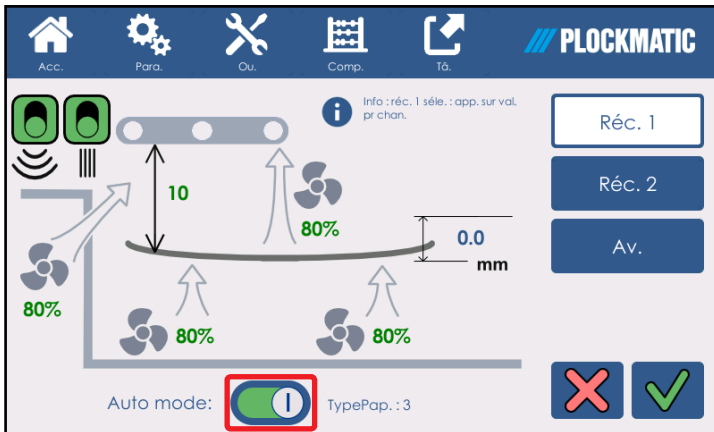 PLOCKMATIC
Acc.
Para.
Ou.
Comp.
Tâ.
Info : réc. 1 séle. : app. sur val.
pr chan.
Réc. 1
Réc. 2
Av.
10
80%
0.0
mm
80%
80%
80%
Auto mode:
TypePap. : 3